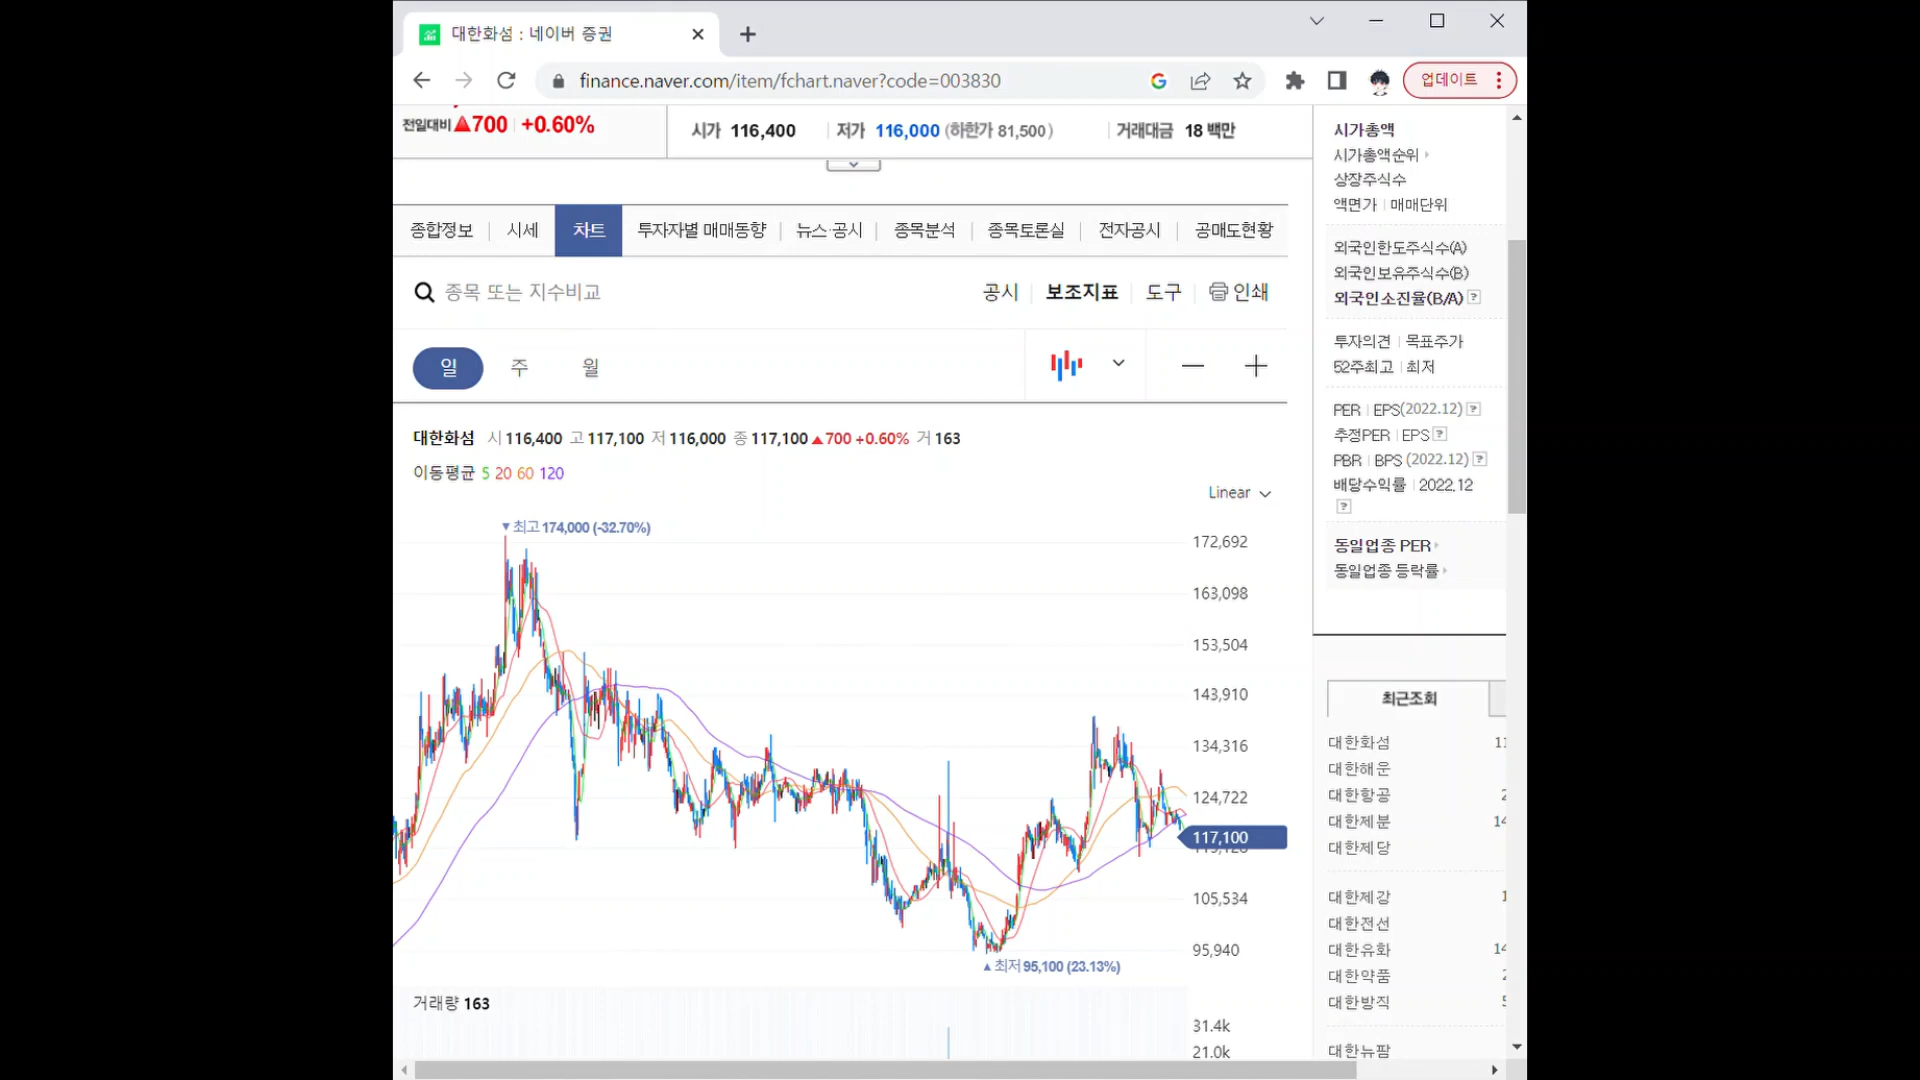 대한화섬 : 네이버 증권
finance.naver.com/item/fchart.naver?code=003830
업데이트
전일대비 ▲700 +0.60%
시가 116,400 저가 116,000 (하한가 81,500) 거래대금 18 백만
종합정보 시세 차트 투자자별 매매동향 뉴스·공시 종목분석 종목토론실 전자공시 공매도현황
종목 또는 지수비교
공시 보조지표 도구 인쇄
일 주 월
대한화섬 시 116,400 고 117,100 저 116,000 종 117,100 ▲700 +0.60% 거 163
이동평균 5 20 60 120
Linear
▼최고 174,000 (-32.70%)
172,692
163,098
153,504
143,910
134,316
124,722
117,100
105,534
95,940
▲최저 95,100 (23.13%)
거래량 163
31.4k
21.0k
시가총액
시가총액순위
상장주식수
액면가 매매단위
외국인한도주식수(A)
외국인보유주식수(B)
외국인소진율(B/A) ?
투자의견 목표주가
52주최고 최저
PER EPS(2022.12) ?
추정PER EPS ?
PBR BPS (2022.12) ?
배당수익률 2022.12
?
동일업종 PER
동일업종 등락률
최근조회
대한화섬
대한해운
대한항공
대한제분
대한제당
대한제강
대한전선
대한유화
대한약품
대한방직
대한뉴팜